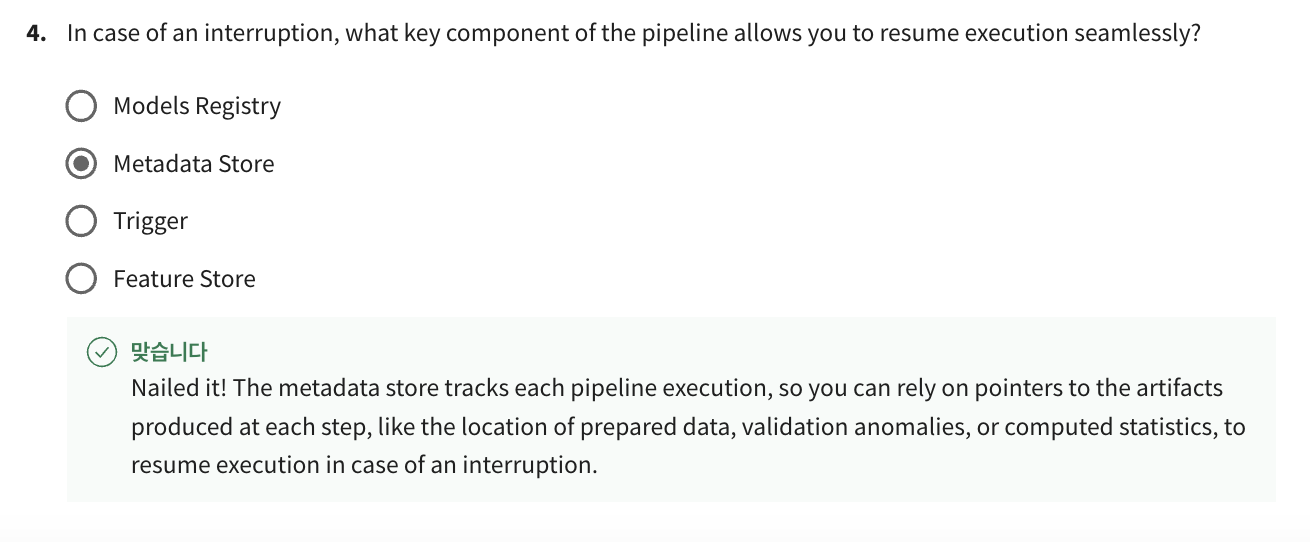 4. In case of an interruption, what key component of the pipeline allows you to resume execution seamlessly?
Models Registry
Metadata Store
Trigger
Feature Store
맞습니다
Nailed it! The metadata store tracks each pipeline execution, so you can rely on pointers to the artifacts
produced at each step, like the location of prepared data, validation anomalies, or computed statistics, to
resume execution in case of an interruption.